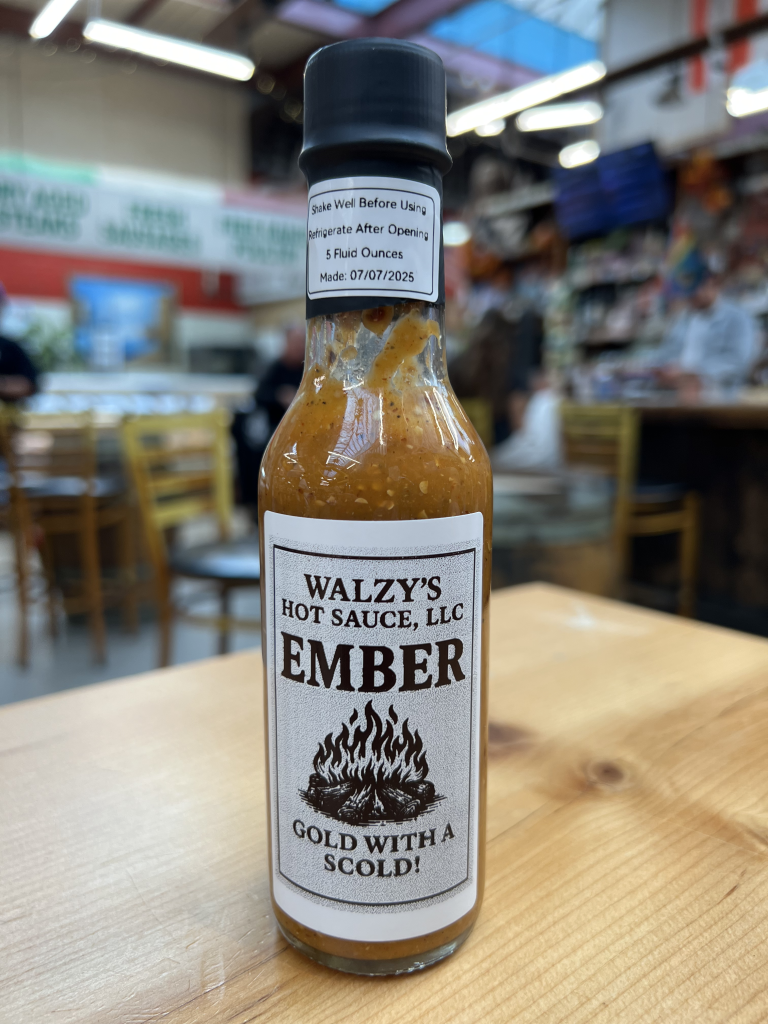 Shake Well Before Using
Refrigerate After Opening
5 Fluid Ounces
Made: 07/07/2025
WALZY'S
HOT SAUCE, LLC
EMBER
GOLD WITH A
SCOLD!